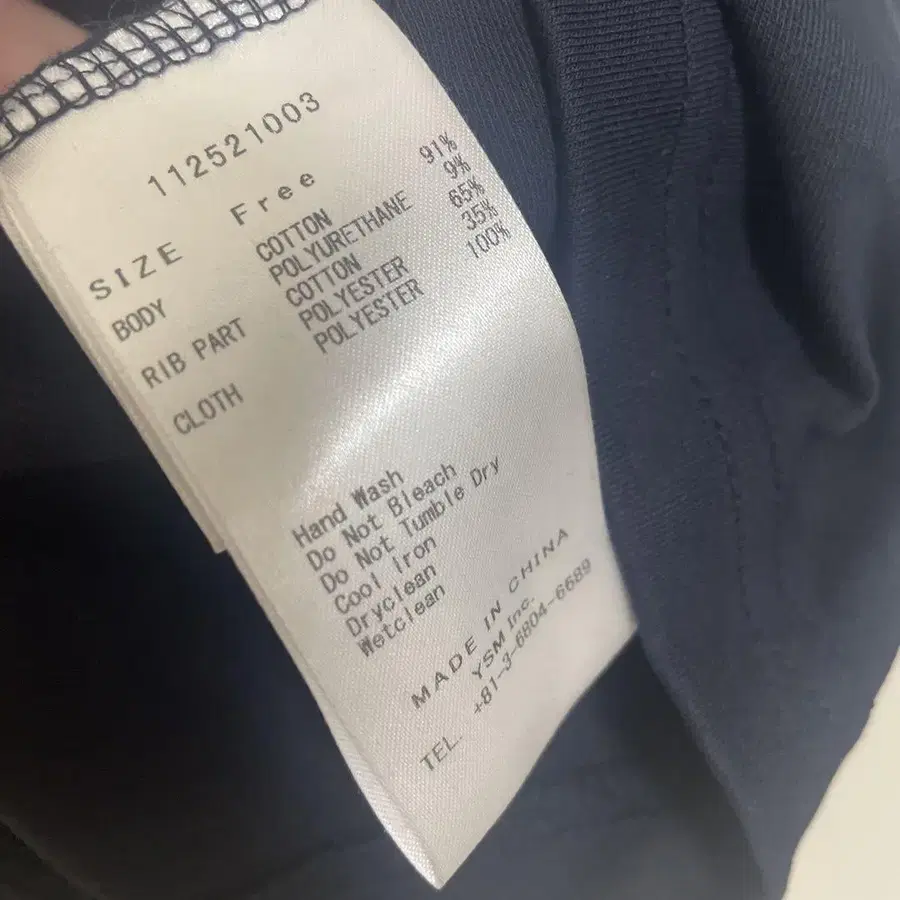 112521003
SIZE Free
BODY COTTON 91%
POLYURETHANE 9%
RIB PART COTTON 65%
POLYESTER 35%
CLOTH POLYESTER 100%
Hand Wash
Do Not Bleach
Do Not Tumble Dry
Cool Iron
Dryclean
Wetclean
MADE IN CHINA
YSM Inc.
TEL. +81-3-6804-6689